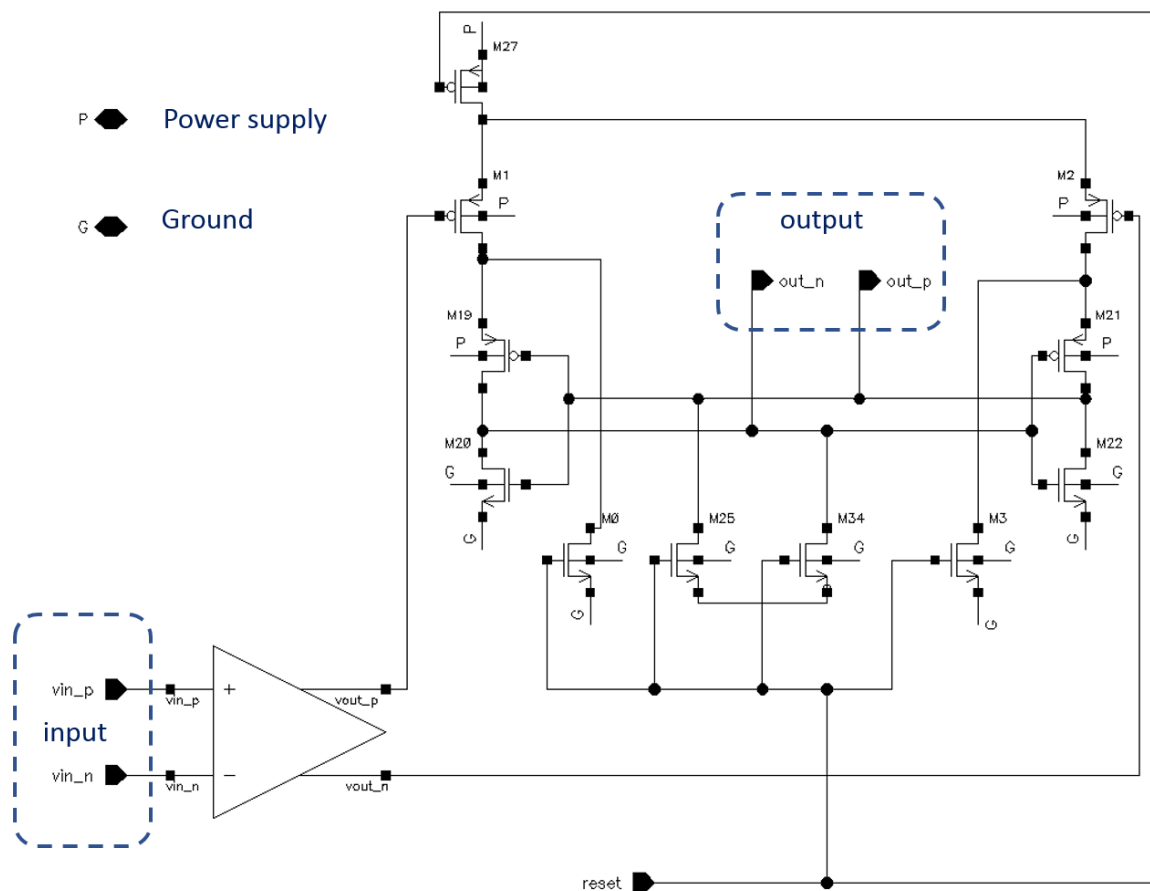 P
M27
P
Power supply
M1
M2
P
P
output
G
Ground
out_n
out_p
M19
M21
P
P
M20
M22
G
G
M0
M25
M34
M3
G
G
G
G
G
G
G
G
vin_p
vin_p
+
vout_p
input
vin_n
vin_n
−
vout_n
reset